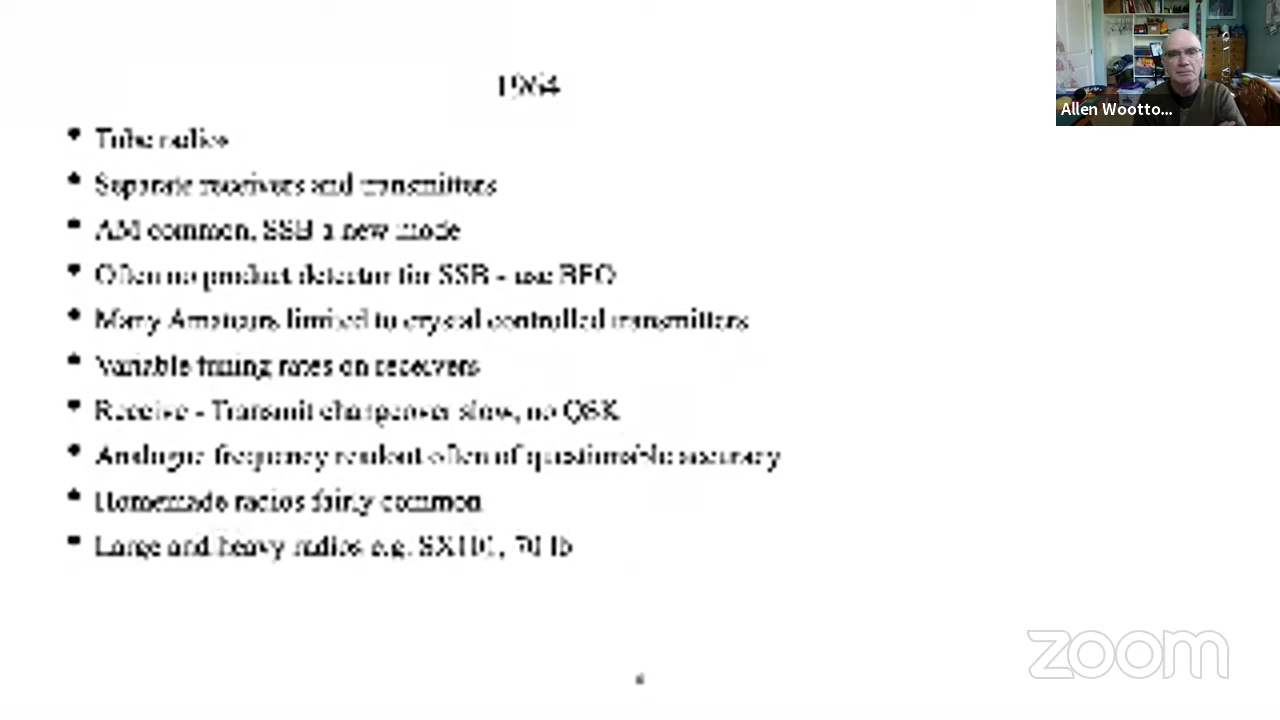 1964
Allen Wootto...
• Tube radios
• Separate receivers and transmitters
• AM common, SSB a new mode
• Often no product detector for SSB - use BFO
• Many Amateurs limited to crystal controlled transmitters
• Variable tuning rates on receivers
• Receive - Transmit changeover slow, no QSK
• Analogue frequency readout often of questionable accuracy
• Homemade radios fairly common
• Large and heavy radios e.g. SX101, 70 lb
zoom